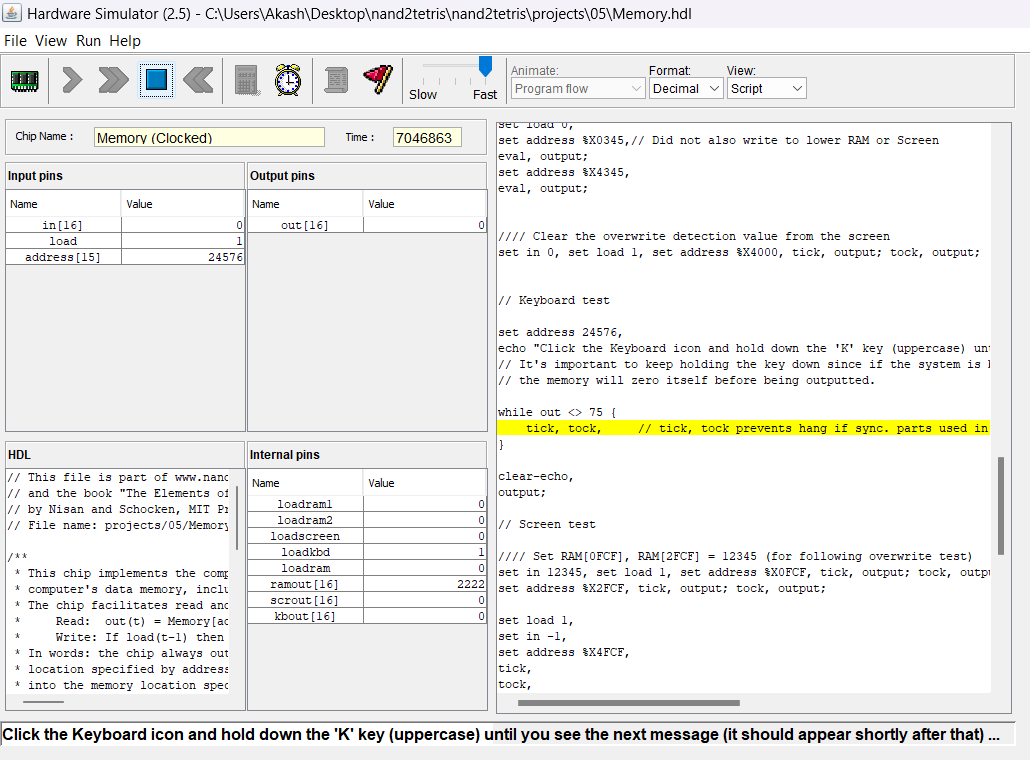 Hardware Simulator (2.5) - C:\Users\Akash\Desktop\nand2tetris\nand2tetris\projects\05\Memory.hdl
File View Run Help
Slow Fast
Animate:
Program flow
Format:
Decimal
View:
Script
Chip Name :
Memory (Clocked)
Time :
7046863
Input pins
Name Value
in[16] 0
load 1
address[15] 24576
Output pins
Name Value
out[16] 0
HDL
// This file is part of www.nand
// and the book "The Elements of
// by Nisan and Schocken, MIT Pr
// File name: projects/05/Memory
/**
* This chip implements the comp
* computer's data memory, inclu
* The chip facilitates read and
* Read: out(t) = Memory[ad
* Write: If load(t-1) then
* In words: the chip always out
* location specified by address
* into the memory location spec
Internal pins
Name Value
loadram1 0
loadram2 0
loadscreen 0
loadkbd 1
loadram 0
ramout[16] 2222
scrout[16] 0
kbout[16] 0
set load 0,
set address %X0345,// Did not also write to lower RAM or Screen
eval, output;
set address %X4345,
eval, output;
//// Clear the overwrite detection value from the screen
set in 0, set load 1, set address %X4000, tick, output; tock, output;
// Keyboard test
set address 24576,
echo "Click the Keyboard icon and hold down the 'K' key (uppercase) unt
// It's important to keep holding the key down since if the system is
// the memory will zero itself before being outputted.
while out <> 75 {
tick, tock, // tick, tock prevents hang if sync. parts used in
}
clear-echo,
output;
// Screen test
//// Set RAM[0FCF], RAM[2FCF] = 12345 (for following overwrite test)
set in 12345, set load 1, set address %X0FCF, tick, output; tock, outpu
set address %X2FCF, tick, output; tock, output;
set load 1,
set in -1,
set address %X4FCF,
tick,
tock,
Click the Keyboard icon and hold down the 'K' key (uppercase) until you see the next message (it should appear shortly after that) ...